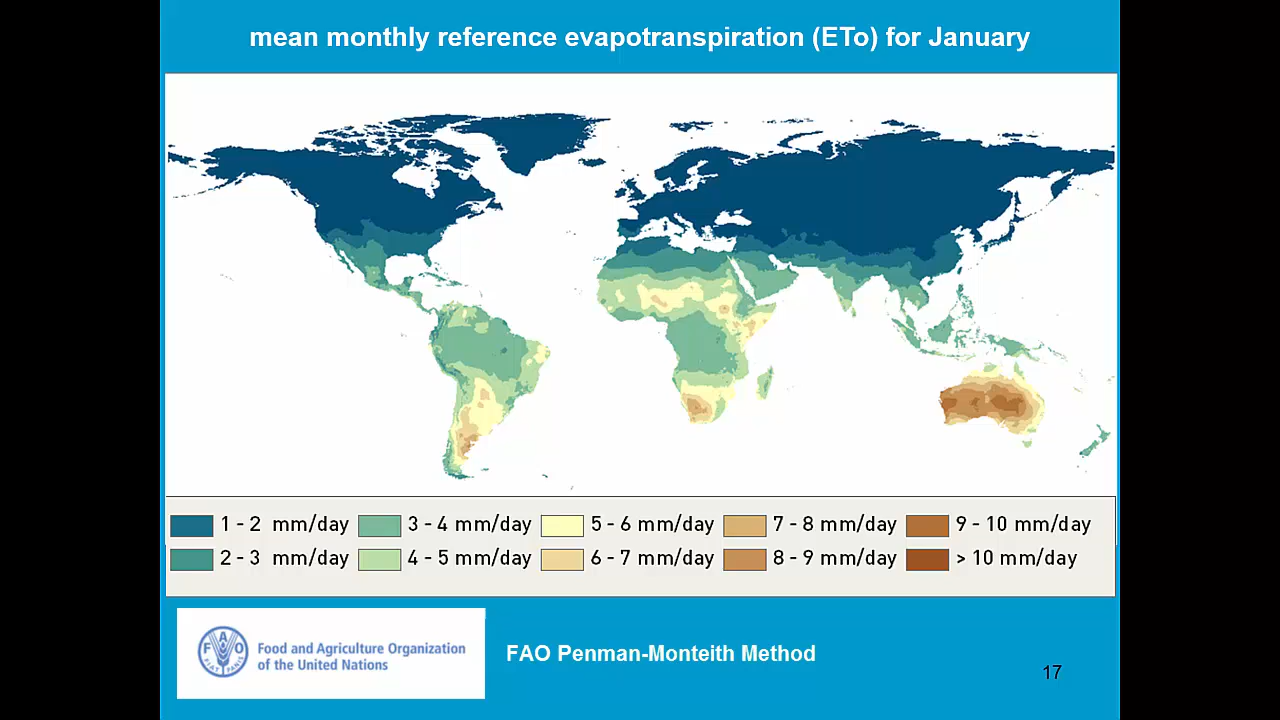 mean monthly reference evapotranspiration (ETo) for January
1 - 2 mm/day 3 - 4 mm/day 5 - 6 mm/day 7 - 8 mm/day 9 - 10 mm/day
2 - 3 mm/day 4 - 5 mm/day 6 - 7 mm/day 8 - 9 mm/day > 10 mm/day
FAO
FIAT PANIS
Food and Agriculture Organization
of the United Nations
FAO Penman-Monteith Method
17